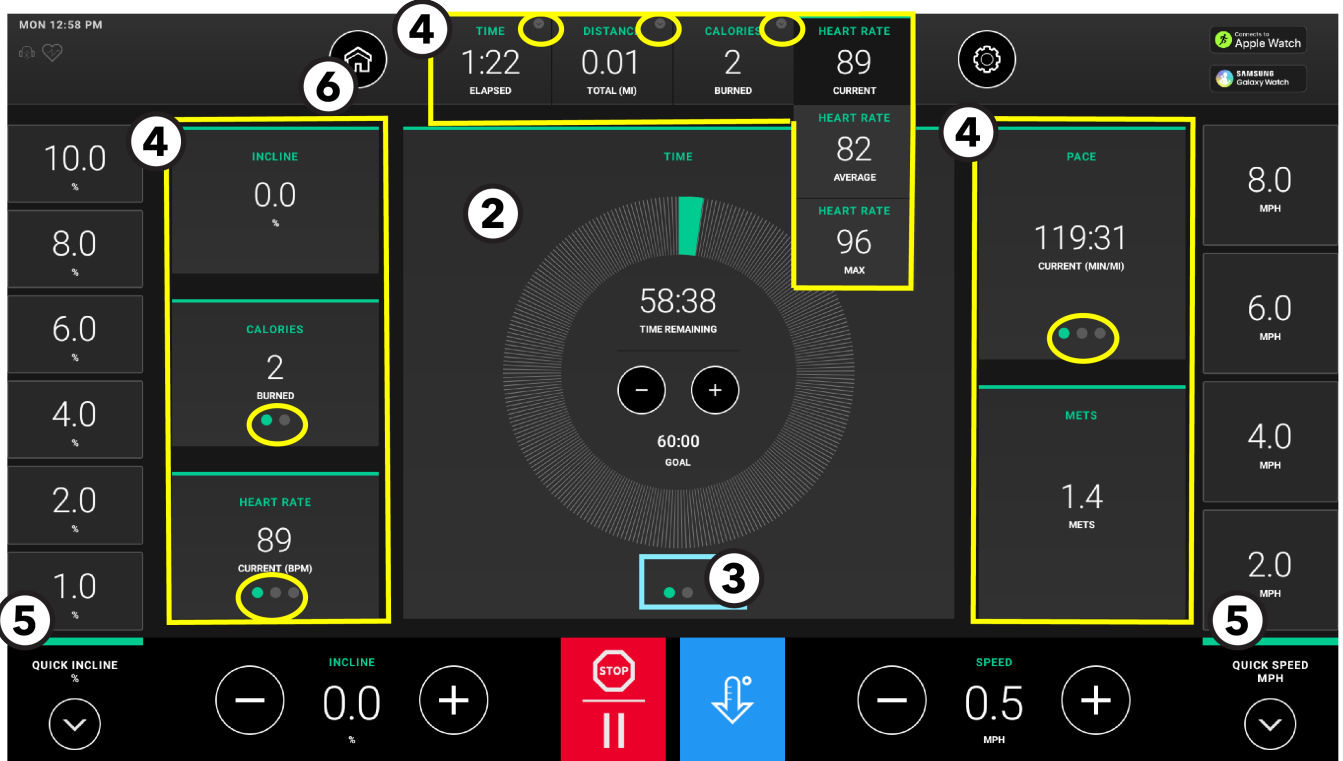 MON 12:58 PM
4
TIME
1:22
ELAPSED
DISTANCE
0.01
TOTAL (MI)
CALORIES
2
BURNED
HEART RATE
89
CURRENT
HEART RATE
82
AVERAGE
HEART RATE
96
MAX
Connects to
Apple Watch
SAMSUNG
Galaxy Watch
6
10.0
%
8.0
%
6.0
%
4.0
%
2.0
%
1.0
%
5
QUICK INCLINE
%
4
INCLINE
0.0
%
CALORIES
2
BURNED
HEART RATE
89
CURRENT (BPM)
2
TIME
58:38
TIME REMAINING
−
+
60:00
GOAL
3
4
PACE
119:31
CURRENT (MIN/MI)
METS
1.4
METS
8.0
MPH
6.0
MPH
4.0
MPH
2.0
MPH
5
QUICK SPEED
MPH
−
INCLINE
0.0
%
+
STOP
−
SPEED
0.5
MPH
+